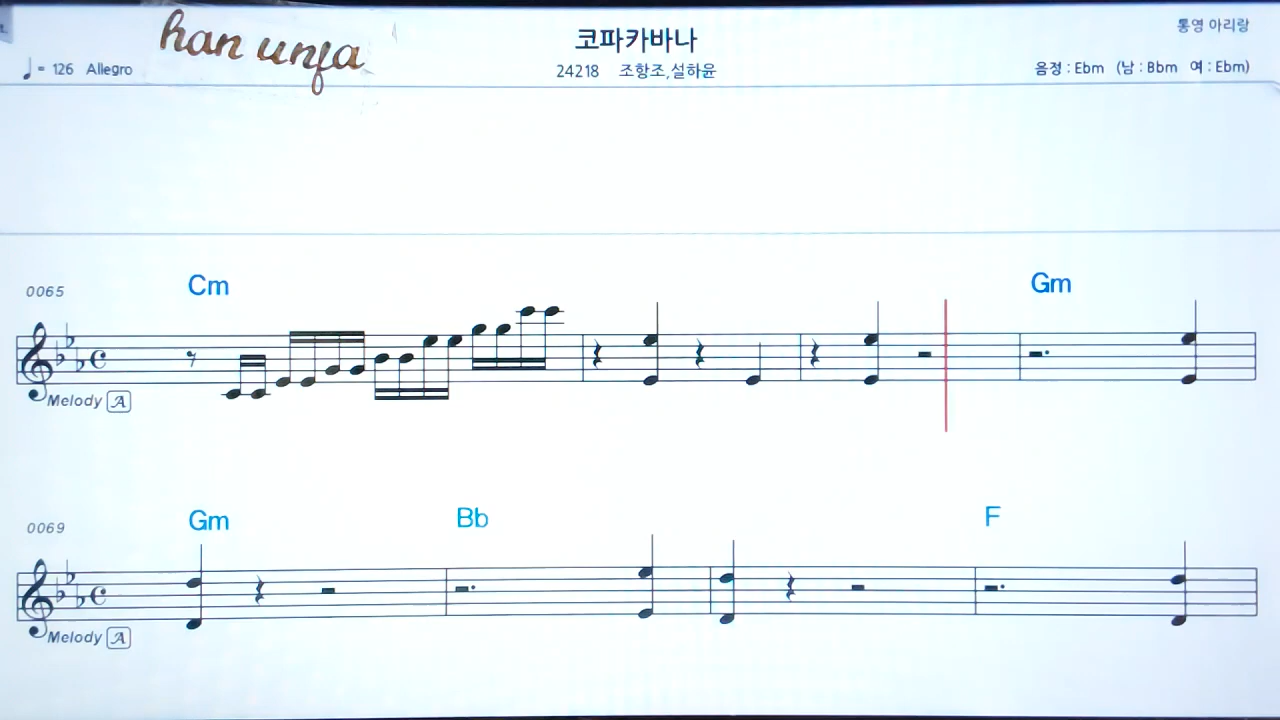 han unfa
코파카바나
통영 아리랑
♩ = 126 Allegro
24218 조항조,설하윤
음정 : Ebm (남 : Bbm 여 : Ebm)
0065
Cm
Gm
Melody A
0069
Gm
Bb
F
Melody A